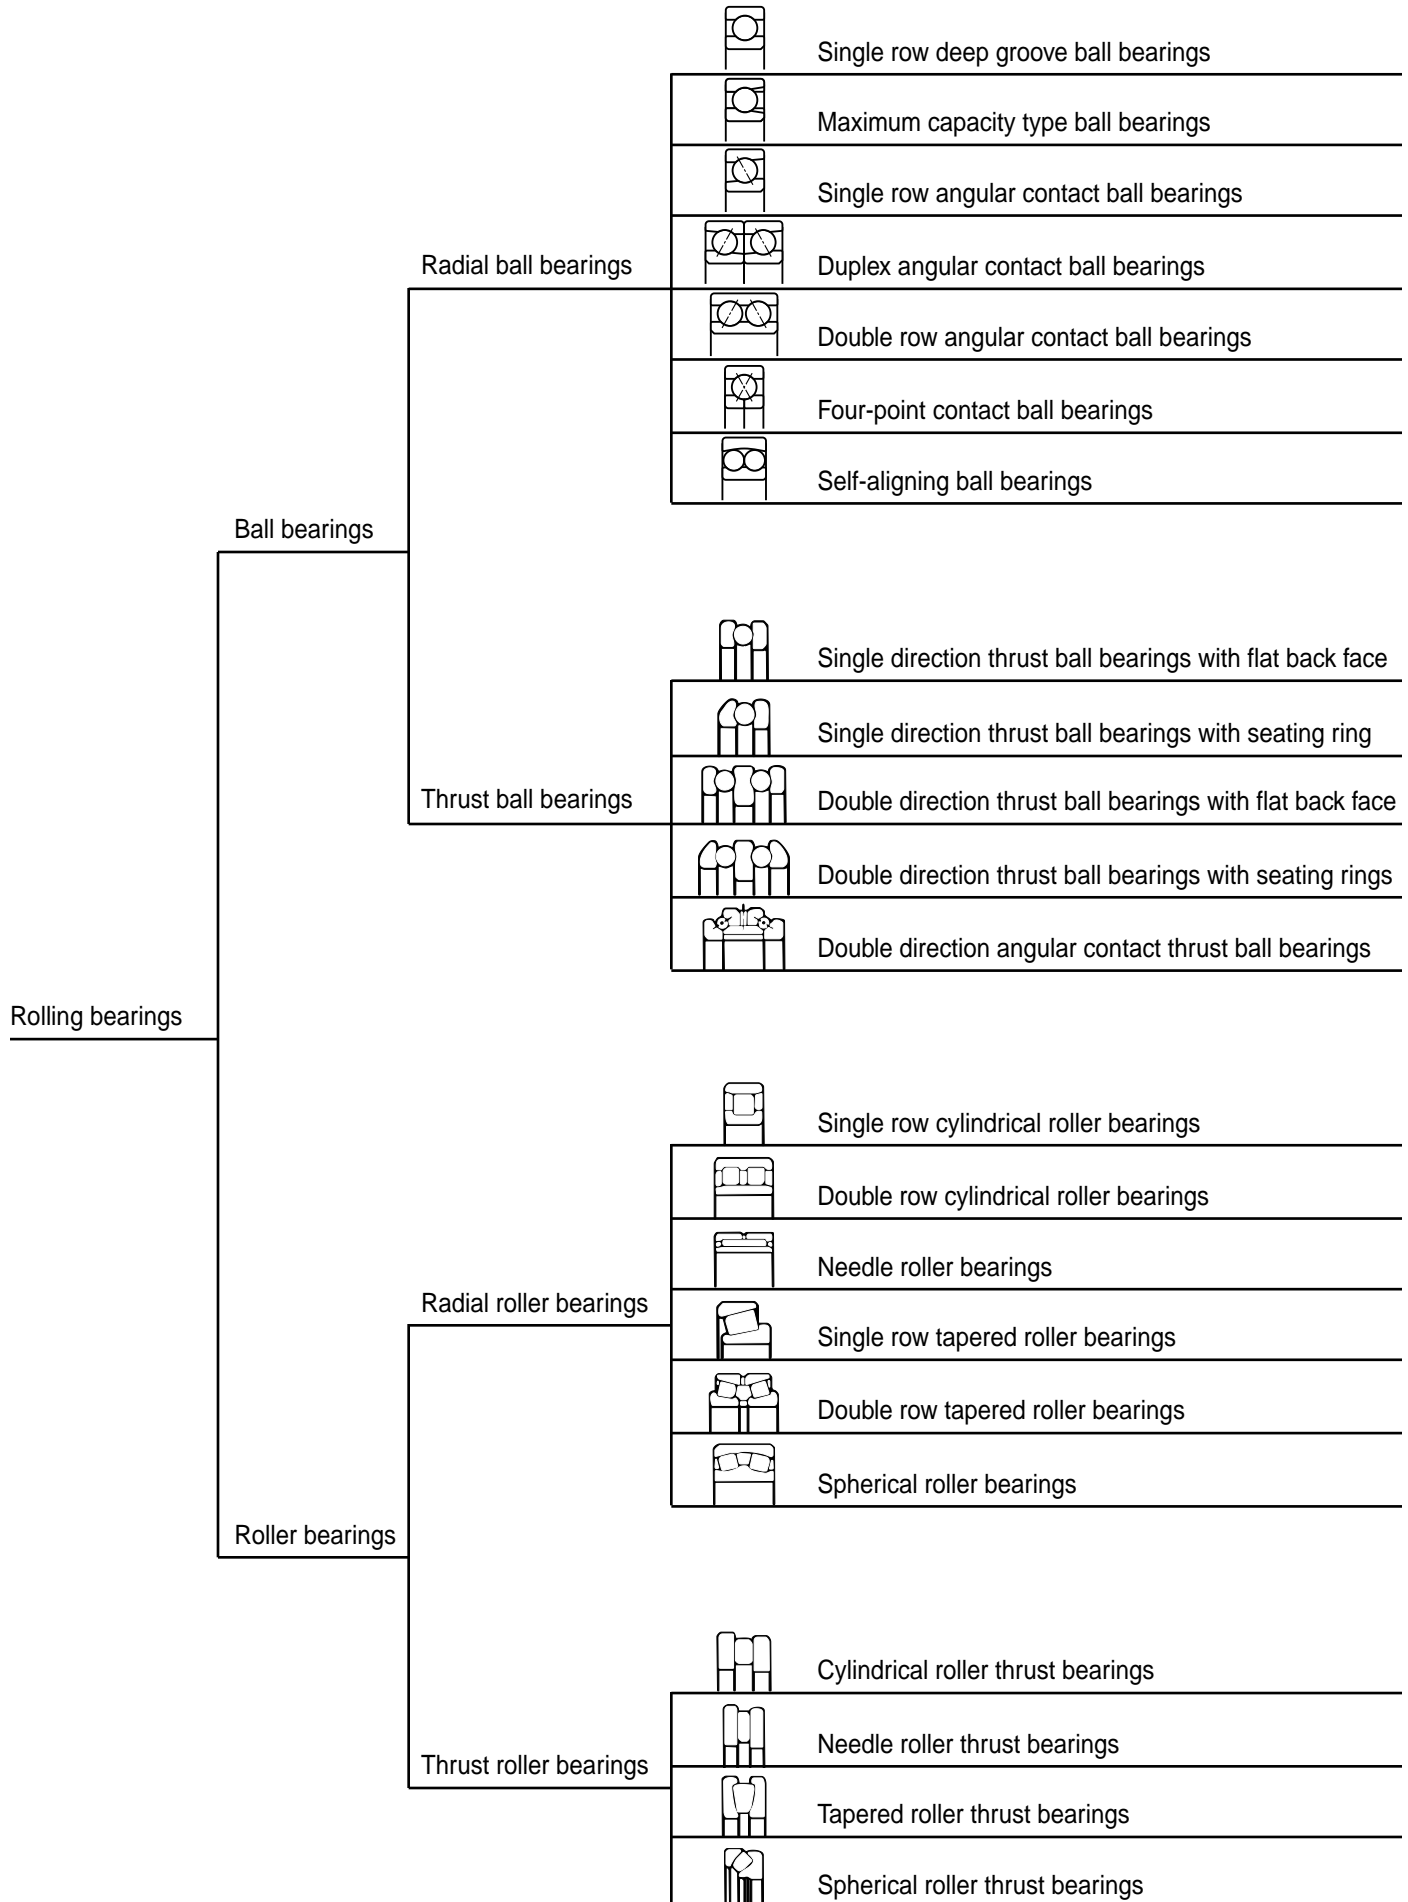 Single row deep groove ball bearings
Maximum capacity type ball bearings
Single row angular contact ball bearings
Radial ball bearings
Duplex angular contact ball bearings
Double row angular contact ball bearings
Four-point contact ball bearings
Self-aligning ball bearings
Ball bearings
Single direction thrust ball bearings with flat back face
Single direction thrust ball bearings with seating ring
Thrust ball bearings
Double direction thrust ball bearings with flat back face
Double direction thrust ball bearings with seating rings
Double direction angular contact thrust ball bearings
Rolling bearings
Single row cylindrical roller bearings
Double row cylindrical roller bearings
Needle roller bearings
Radial roller bearings
Single row tapered roller bearings
Double row tapered roller bearings
Spherical roller bearings
Roller bearings
Cylindrical roller thrust bearings
Needle roller thrust bearings
Thrust roller bearings
Tapered roller thrust bearings
Spherical roller thrust bearings